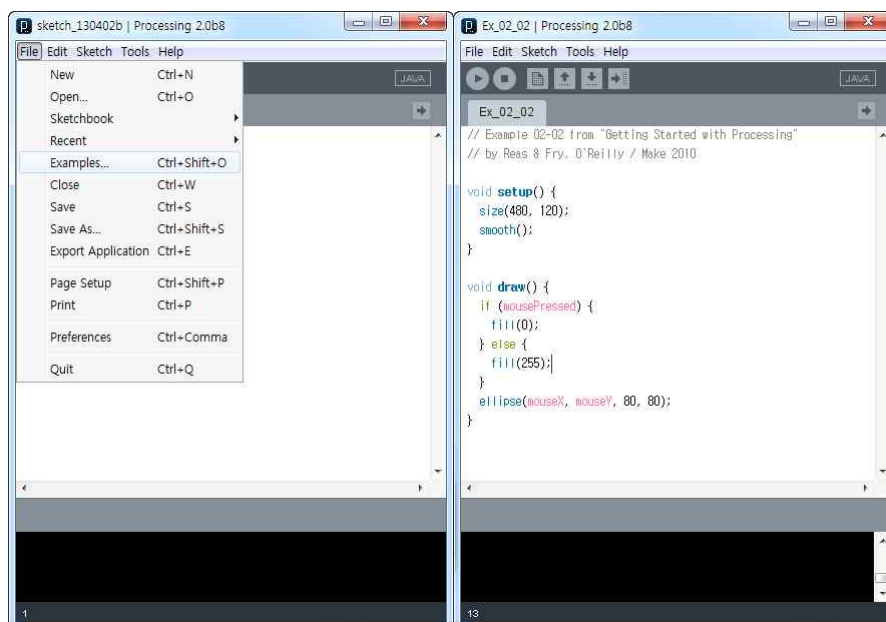 sketch_130402b | Processing 2.0b8
File Edit Sketch Tools Help
JAVA
New Ctrl+N
Open... Ctrl+O
Sketchbook
Recent
Examples... Ctrl+Shift+O
Close Ctrl+W
Save Ctrl+S
Save As... Ctrl+Shift+S
Export Application Ctrl+E
Page Setup Ctrl+Shift+P
Print Ctrl+P
Preferences Ctrl+Comma
Quit Ctrl+Q
1
Ex_02_02 | Processing 2.0b8
File Edit Sketch Tools Help
JAVA
Ex_02_02
// Example 02-02 from "Getting Started with Processing"
// by Reas & Fry. O'Reilly / Make 2010
void setup() {
size(480, 120);
smooth();
}
void draw() {
if (mousePressed) {
fill(0);
} else {
fill(255);
}
ellipse(mouseX, mouseY, 80, 80);
}
13